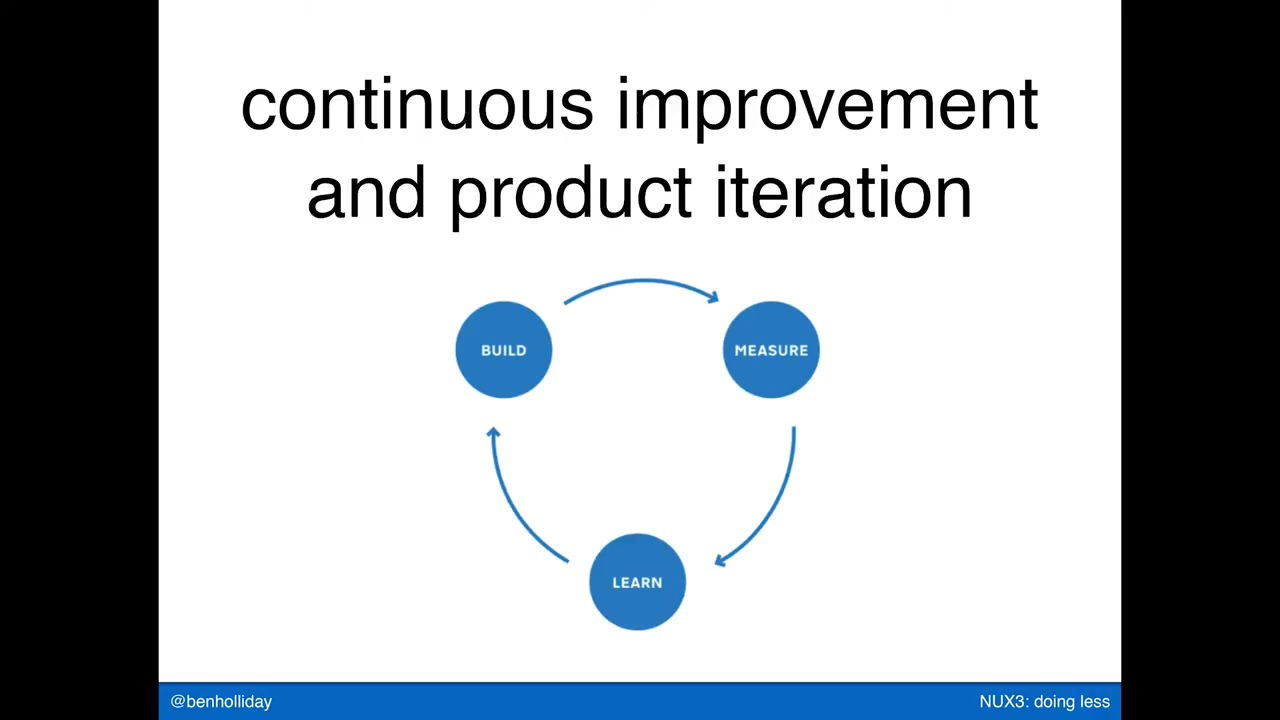 continuous improvement
and product iteration
BUILD
MEASURE
LEARN
@benholliday
NUX3: doing less